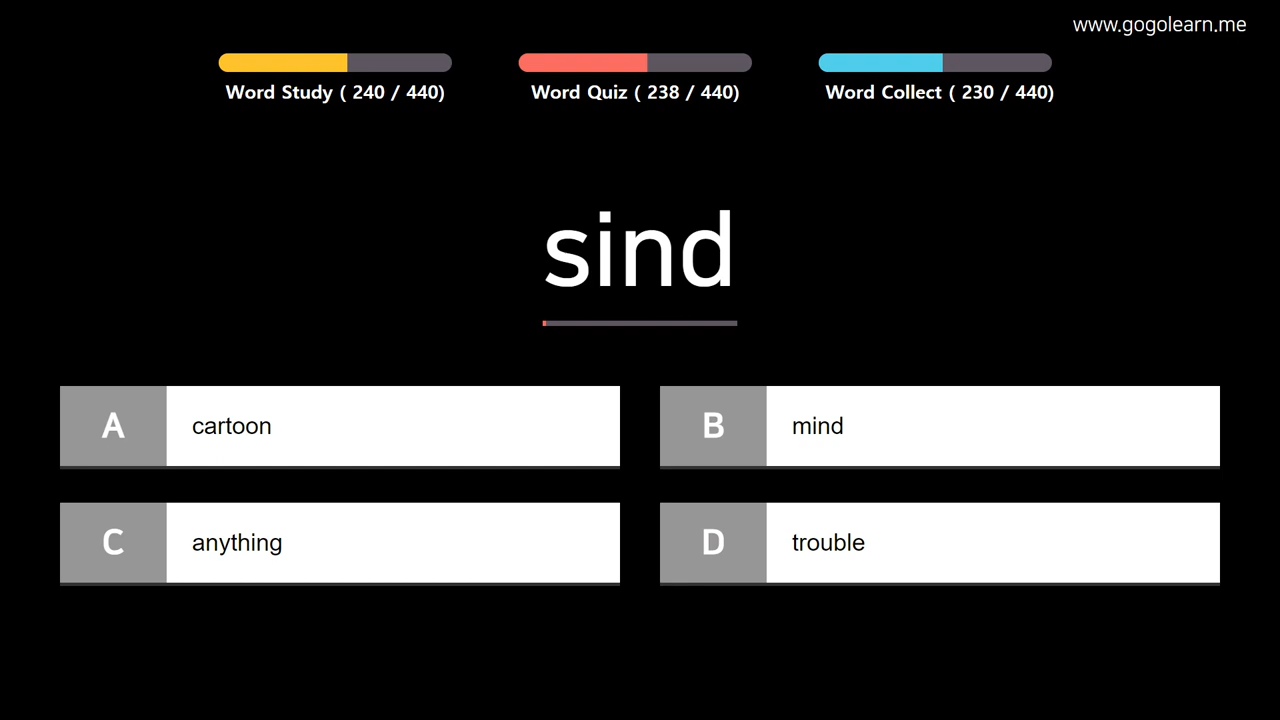 www.gogolearn.me
Word Study ( 240 / 440)
Word Quiz ( 238 / 440)
Word Collect ( 230 / 440)
sind
A cartoon
B mind
C anything
D trouble